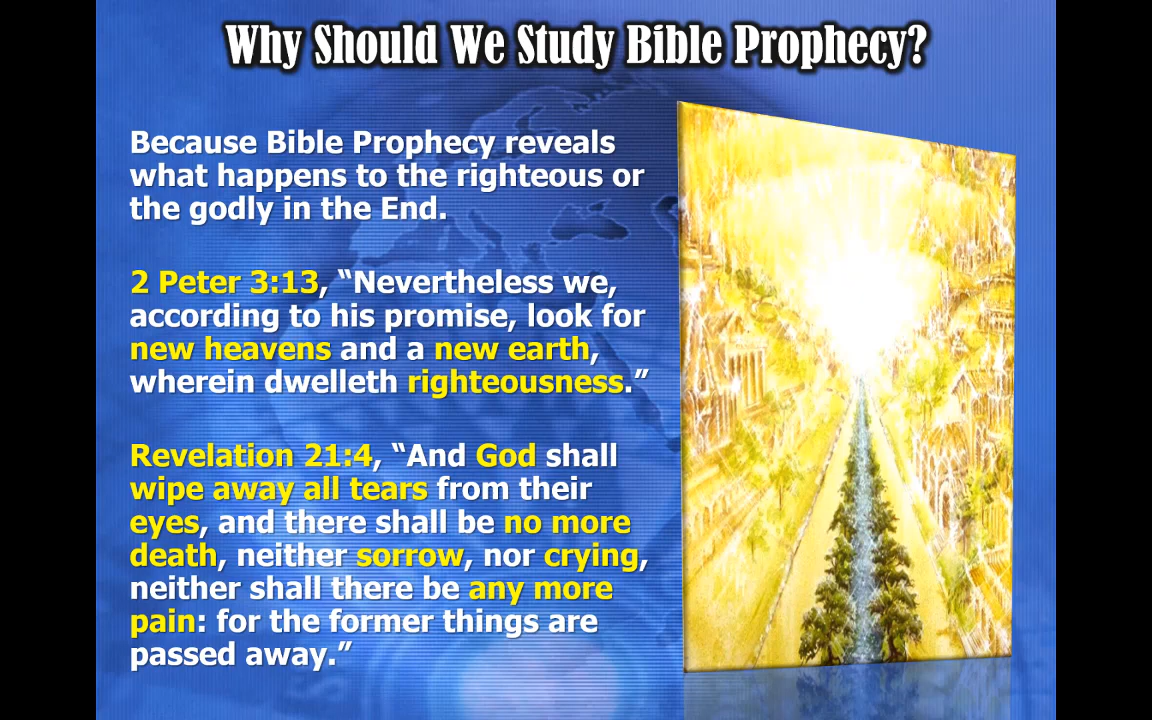 Why Should We Study Bible Prophecy?
Because Bible Prophecy reveals
what happens to the righteous or
the godly in the End.
2 Peter 3:13, “Nevertheless we,
according to his promise, look for
new heavens and a new earth,
wherein dwelleth righteousness.”
Revelation 21:4, “And God shall
wipe away all tears from their
eyes, and there shall be no more
death, neither sorrow, nor crying,
neither shall there be any more
pain: for the former things are
passed away.”